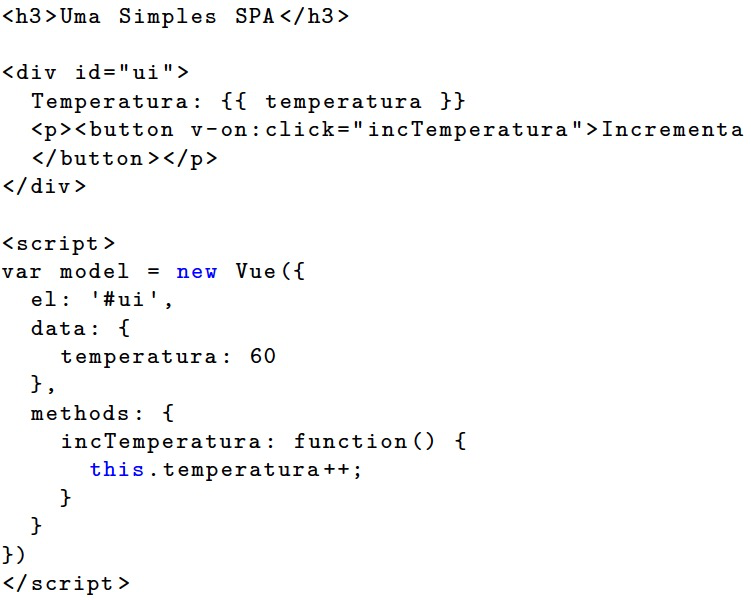 <h3>Uma Simples SPA</h3>

<div id="ui">
  Temperatura: {{ temperatura }}
  <p><button v-on:click="incTemperatura">Incrementa
  </button></p>
</div>

<script>
var model = new Vue({
  el: '#ui',
  data: {
    temperatura: 60
  },
  methods: {
    incTemperatura: function() {
      this.temperatura++;
    }
  }
})
</script>